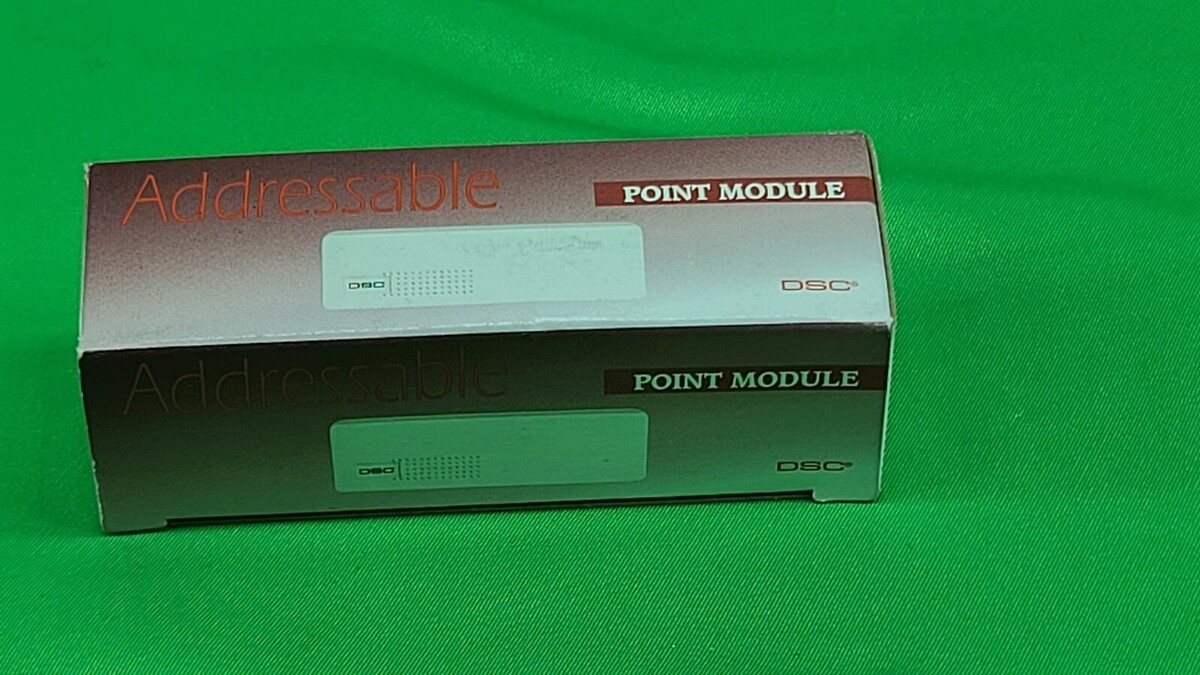 Addressable
POINT MODULE
DSC
DSC®
Addressable
POINT MODULE
DSC
DSC®